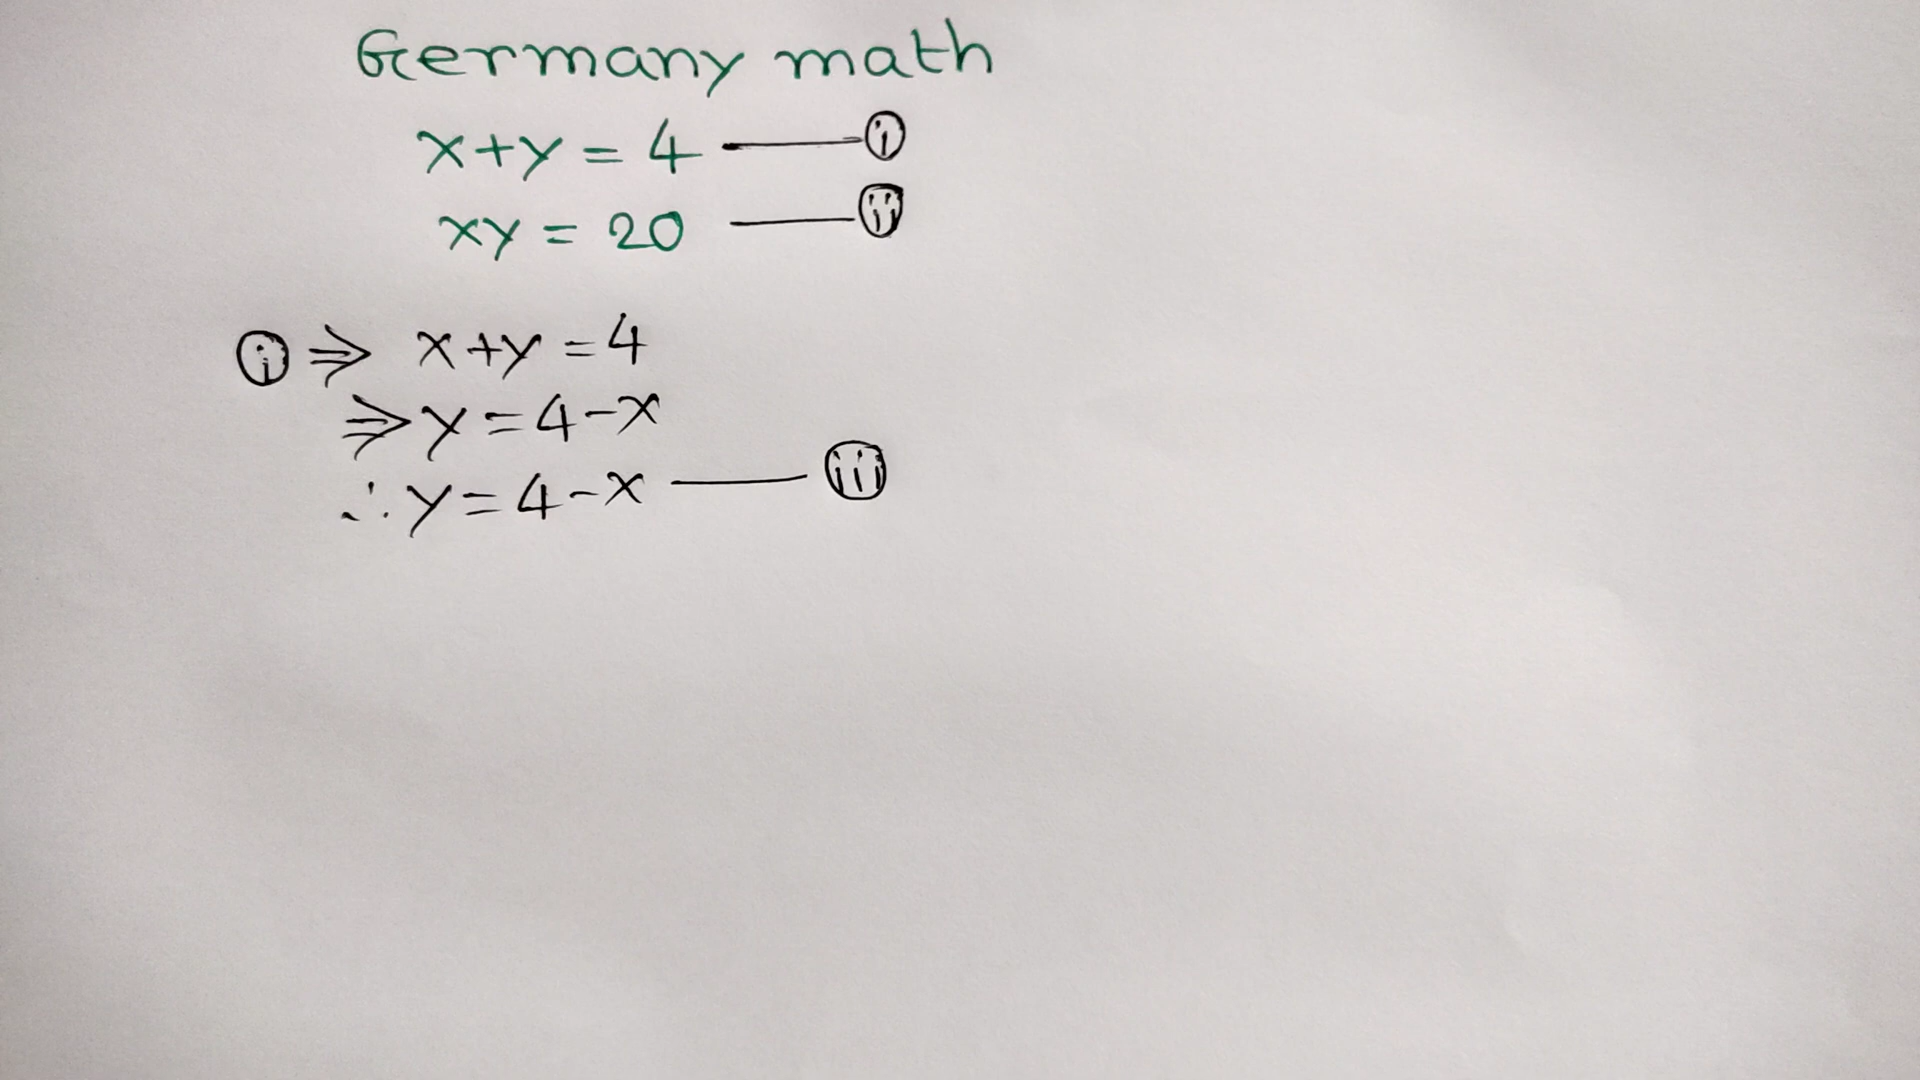 Germany math
x+y = 4 —— (i)
xy = 20 —— (ii)
(i) ⇒ x+y = 4
⇒ y = 4-x
∴ y = 4-x —— (iii)